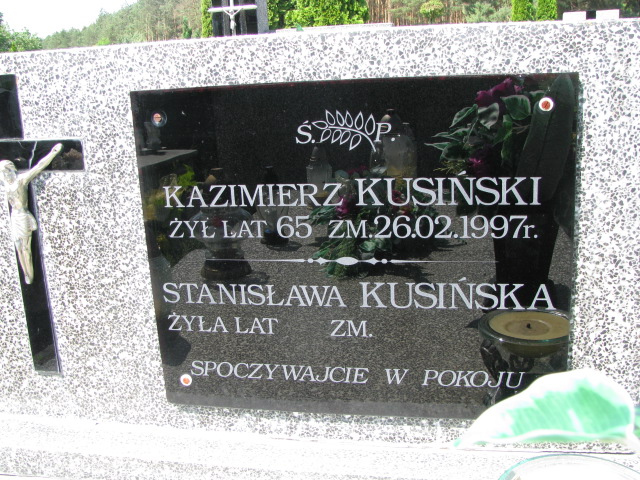 Ś. P.
KAZIMIERZ KUSIŃSKI
ŻYŁ LAT 65 ZM. 26.02.1997r.
STANISŁAWA KUSIŃSKA
ŻYŁA LAT ZM.
SPOCZYWAJCIE W POKOJU